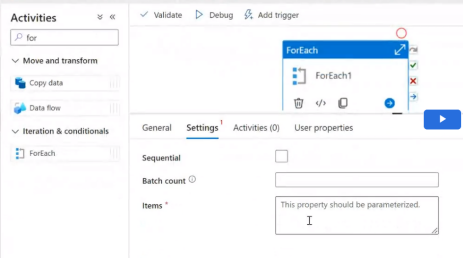 Activities
for
Move and transform
Copy data
Data flow
Iteration & conditionals
ForEach
Validate
Debug
Add trigger
ForEach
ForEach1
General
Settings 1
Activities (0)
User properties
Sequential
Batch count
Items *
This property should be parameterized.